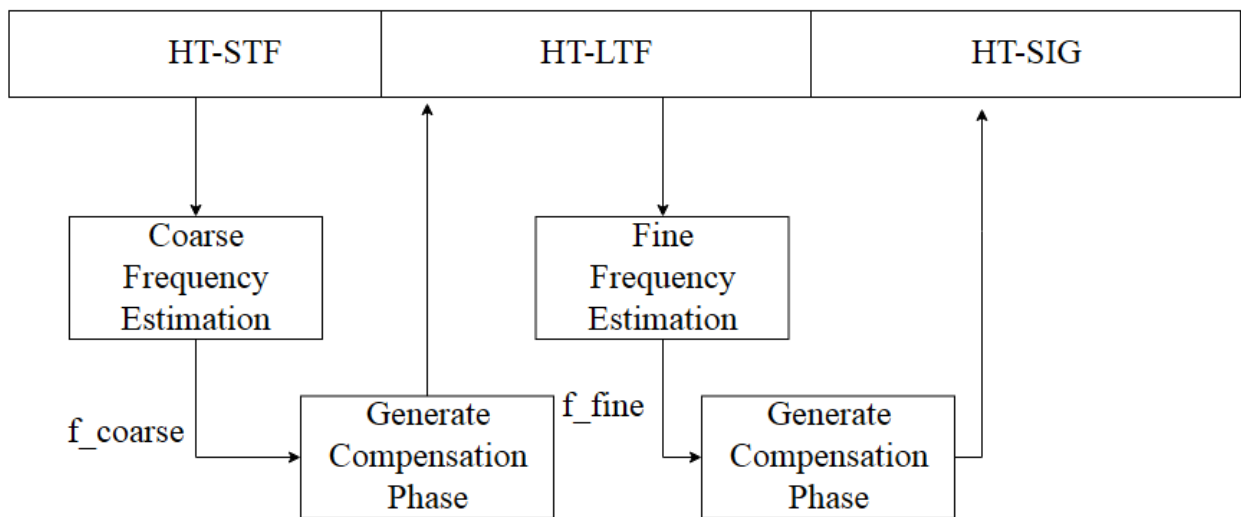 HT-STF
HT-LTF
HT-SIG
Coarse
Frequency
Estimation
Fine
Frequency
Estimation
f_coarse
Generate
Compensation
Phase
f_fine
Generate
Compensation
Phase